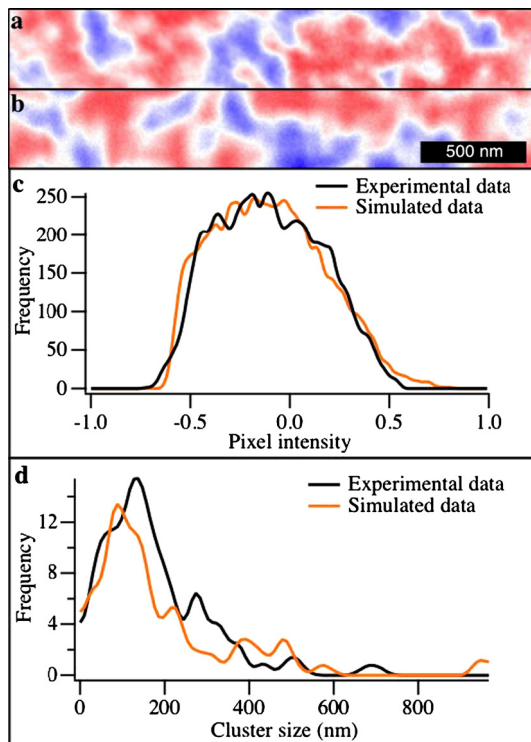 a
b
500 nm
c
Experimental data
Simulated data
250
200
150
100
50
0
Frequency
-1.0 -0.5 0.0 0.5 1.0
Pixel intensity
d
Experimental data
Simulated data
12
8
4
0
Frequency
0 200 400 600 800
Cluster size (nm)